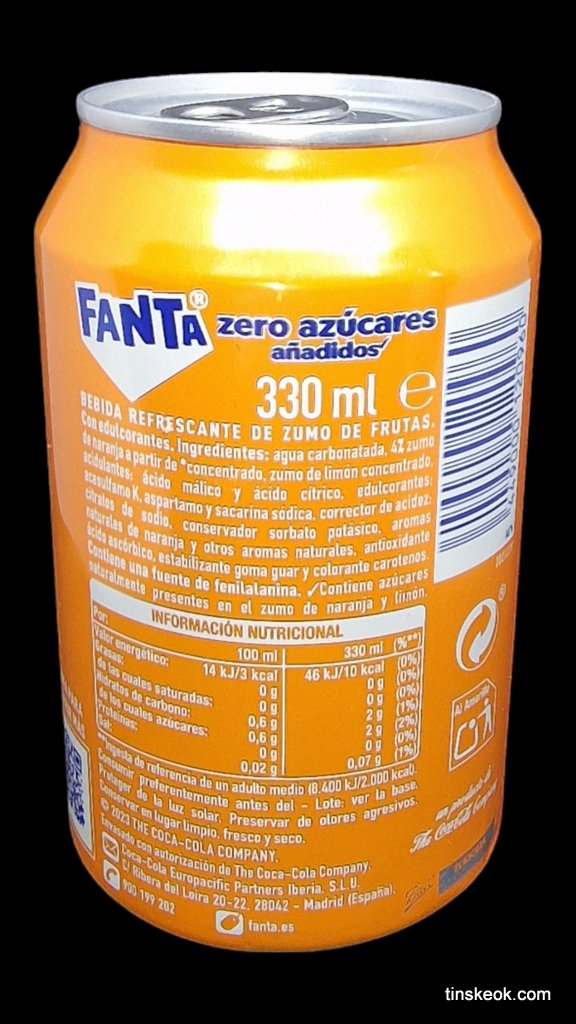 FANTA®
zero azúcares
añadidos✓
330 ml ℮
BEBIDA REFRESCANTE DE ZUMO DE FRUTAS.
Con edulcorantes. Ingredientes: agua carbonatada, 4% zumo
de naranja a partir de *concentrado, zumo de limón concentrado,
acidulantes: ácido málico y ácido cítrico, edulcorantes:
acesulfamo K, aspartamo y sacarina sódica, corrector de acidez:
citratos de sodio, conservador sorbato potásico, aromas
naturales de naranja y otros aromas naturales, antioxidante
ácido ascórbico, estabilizante goma guar y colorante carotenos.
Contiene una fuente de fenilalanina. ✓Contiene azúcares
naturalmente presentes en el zumo de naranja y limón.
INFORMACIÓN NUTRICIONAL
Por: 100 ml 330 ml (%**)
Valor energético: 14 kJ/3 kcal 46 kJ/10 kcal (0%)
Grasas: 0 g 0 g (0%)
de las cuales saturadas: 0 g 0 g (0%)
Hidratos de carbono: 0,6 g 2 g (1%)
de los cuales azúcares: 0,6 g 2 g (2%)
Proteínas: 0 g 0 g (0%)
Sal: 0,02 g 0,07 g (1%)
**Ingesta de referencia de un adulto medio (8.400 kJ/2.000 kcal).
Consumir preferentemente antes del - Lote: ver la base.
Proteger de la luz solar. Preservar de olores agresivos.
Conservar en lugar limpio, fresco y seco.
© 2023 THE COCA-COLA COMPANY.
Envasado con autorización de The Coca-Cola Company.
Coca-Cola Europacific Partners Iberia, S.L.U.
C/ Ribera del Loira 20-22. 28042 - Madrid (España).
900 199 202
fanta.es
®
Al Amarillo
un producto de
The Coca-Cola Company
tinskeok.com